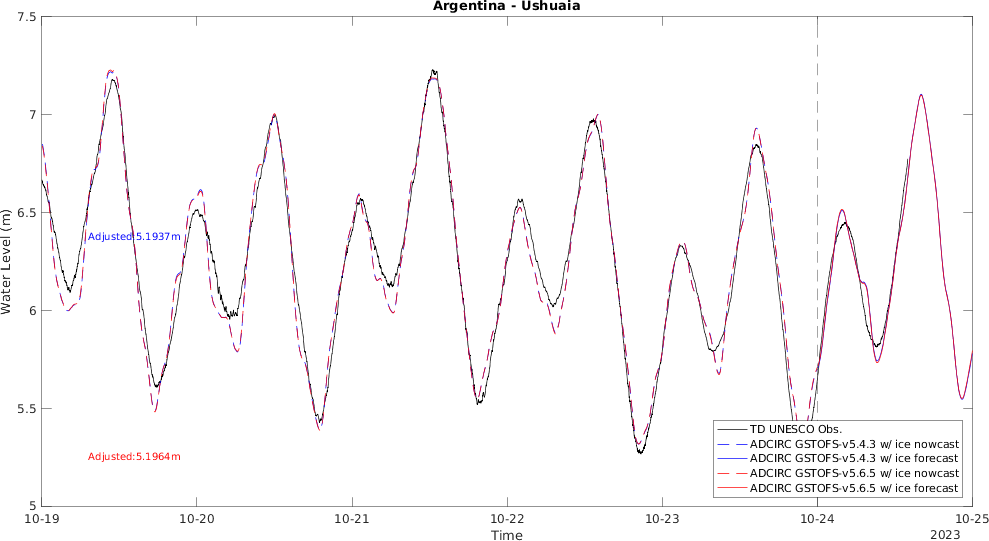 Argentina - Ushuaia
7.5
7
6.5
6
5.5
5
Water Level (m)
Adjusted:5.1937m
Adjusted:5.1964m
TD UNESCO Obs.
ADCIRC GSTOFS-v5.4.3 w/ ice nowcast
ADCIRC GSTOFS-v5.4.3 w/ ice forecast
ADCIRC GSTOFS-v5.6.5 w/ ice nowcast
ADCIRC GSTOFS-v5.6.5 w/ ice forecast
10-19 10-20 10-21 10-22 10-23 10-24 10-25
Time
2023